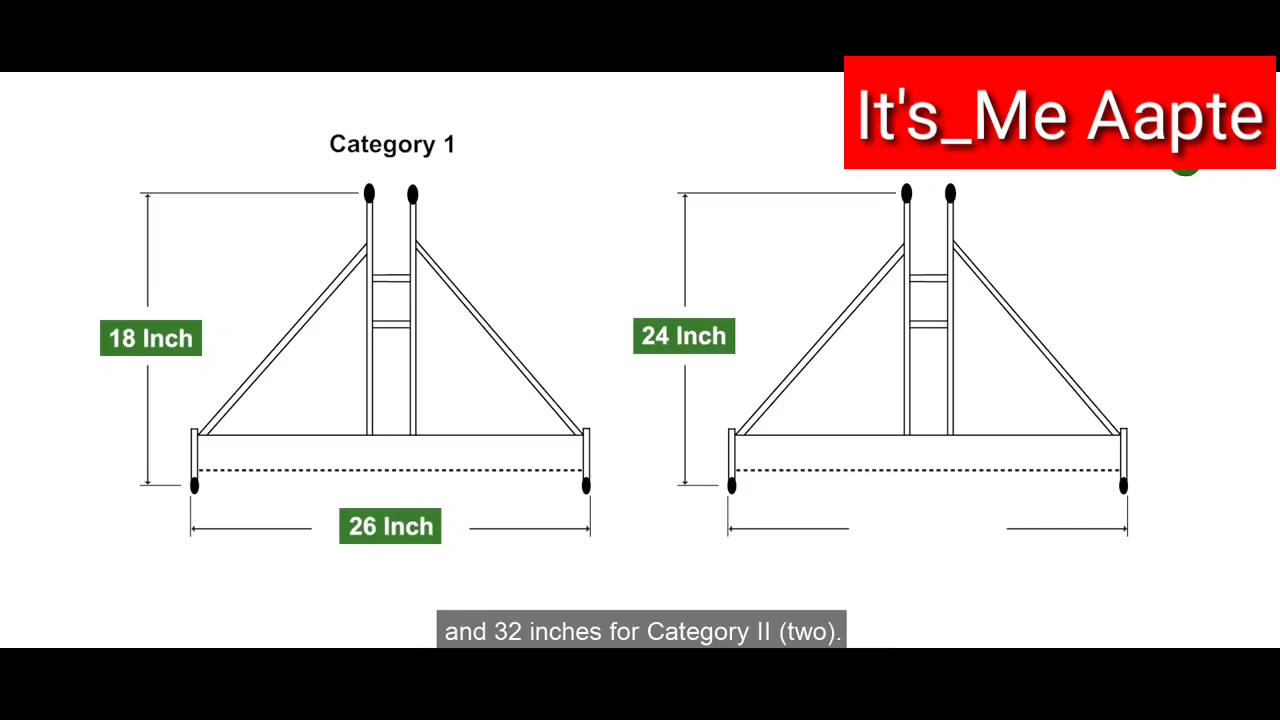 It's_Me Aapte
Category 1
18 Inch
24 Inch
26 Inch
and 32 inches for Category II (two).